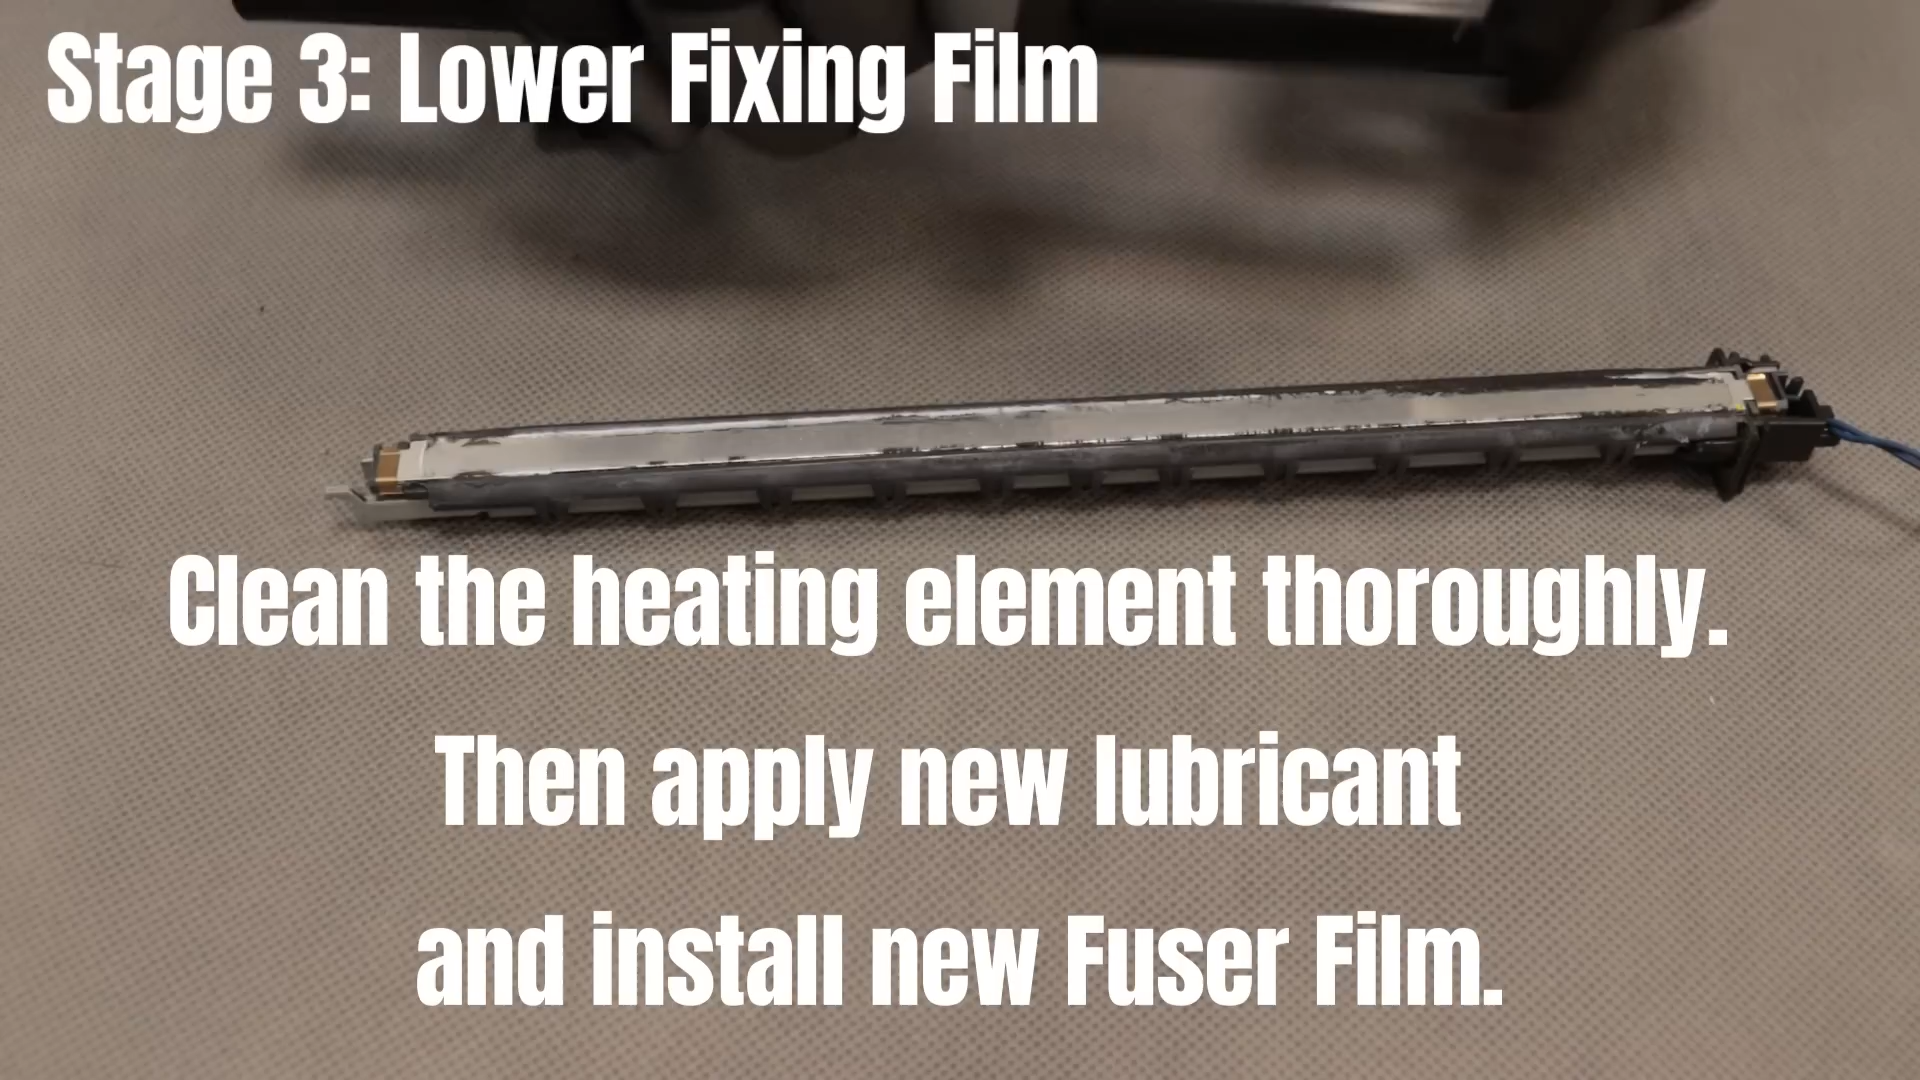 Stage 3: Lower Fixing Film
Clean the heating element thoroughly.
Then apply new lubricant
and install new Fuser Film.